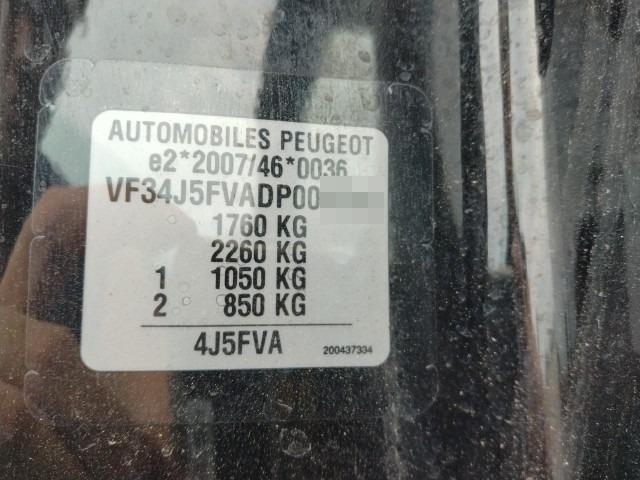 AUTOMOBILES PEUGEOT
e2*2007/46*0036
VF34J5FVADP00
1760 KG
2260 KG
1 1050 KG
2 850 KG
4J5FVA 200437334